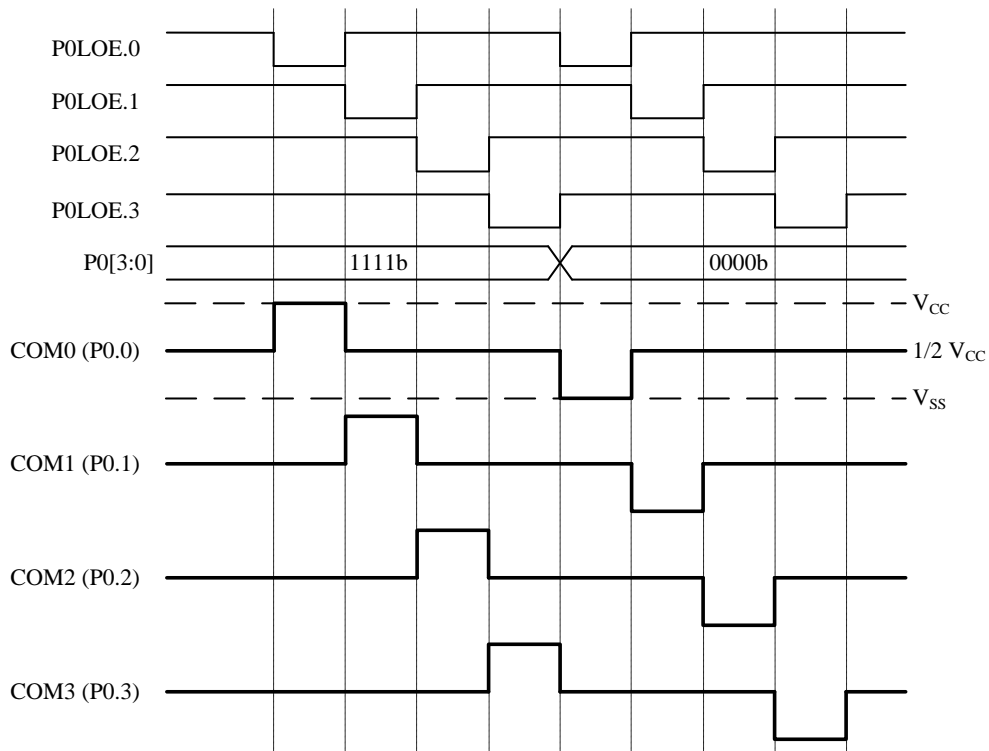 P0LOE.0
P0LOE.1
P0LOE.2
P0LOE.3
P0[3:0] 1111b 0000b
VCC
COM0 (P0.0) 1/2 VCC
VSS
COM1 (P0.1)
COM2 (P0.2)
COM3 (P0.3)